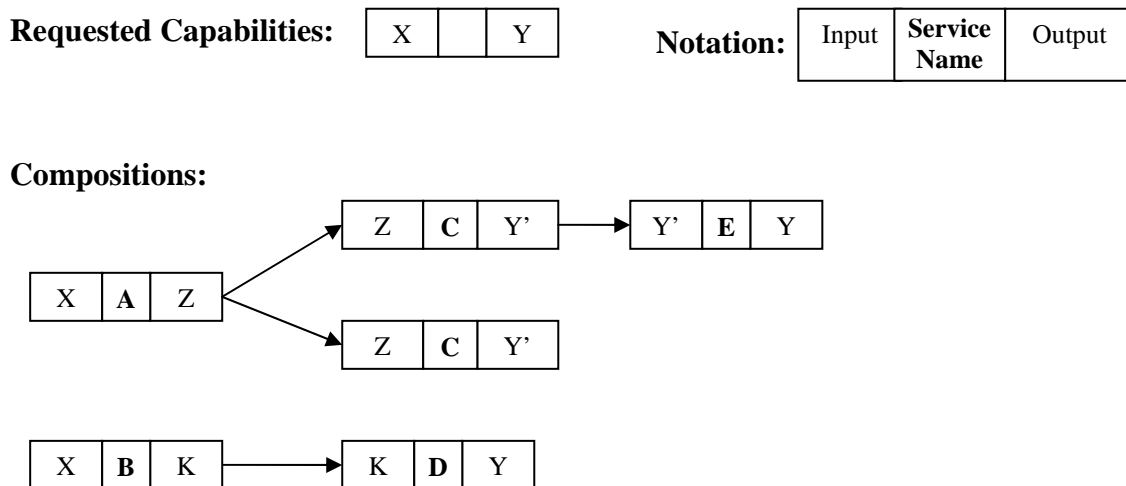 Requested Capabilities: X Y Notation: Input Service Name Output
Compositions:
Z C Y’ Y’ E Y
X A Z
Z C Y’
X B K K D Y